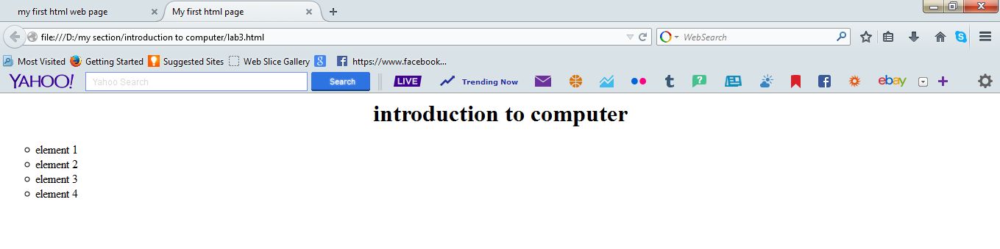 my first html web page My first html page
file:///D:/my section/introduction to computer/lab3.html WebSearch
Most Visited Getting Started Suggested Sites Web Slice Gallery https://www.facebook...
YAHOO! Yahoo Search Search LIVE Trending Now ebay
introduction to computer
element 1
element 2
element 3
element 4